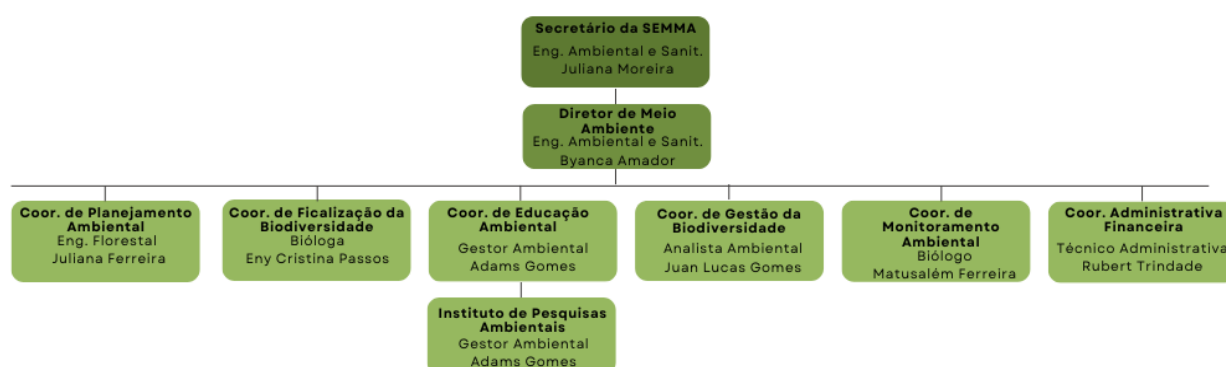 Secretário da SEMMA
Eng. Ambiental e Sanit.
Juliana Moreira
Diretor de Meio
Ambiente
Eng. Ambiental e Sanit.
Byanca Amador
Coor. de Planejamento
Ambiental
Eng. Florestal
Juliana Ferreira
Coor. de Ficalização da
Biodiversidade
Bióloga
Eny Cristina Passos
Coor. de Educação
Ambiental
Gestor Ambiental
Adams Gomes
Coor. de Gestão da
Biodiversidade
Analista Ambiental
Juan Lucas Gomes
Coor. de
Monitoramento
Ambiental
Biólogo
Matusalém Ferreira
Coor. Administrativa
Financeira
Técnico Administrativa
Rubert Trindade
Instituto de Pesquisas
Ambientais
Gestor Ambiental
Adams Gomes